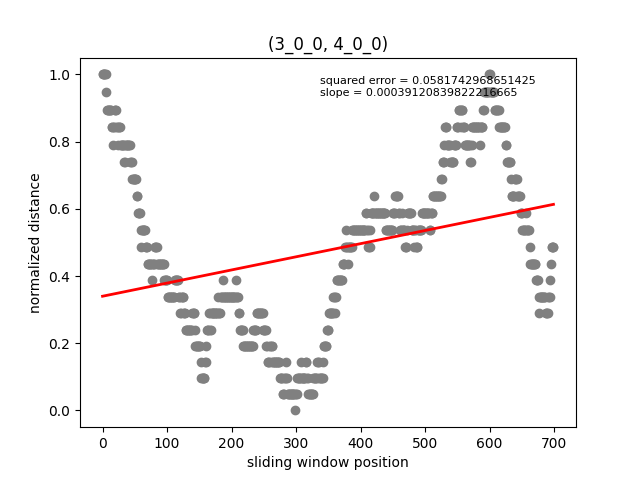 (3_0_0, 4_0_0)
squared error = 0.0581742968651425
slope = 0.00039120839822216665
normalized distance
1.0
0.8
0.6
0.4
0.2
0.0
0 100 200 300 400 500 600 700
sliding window position